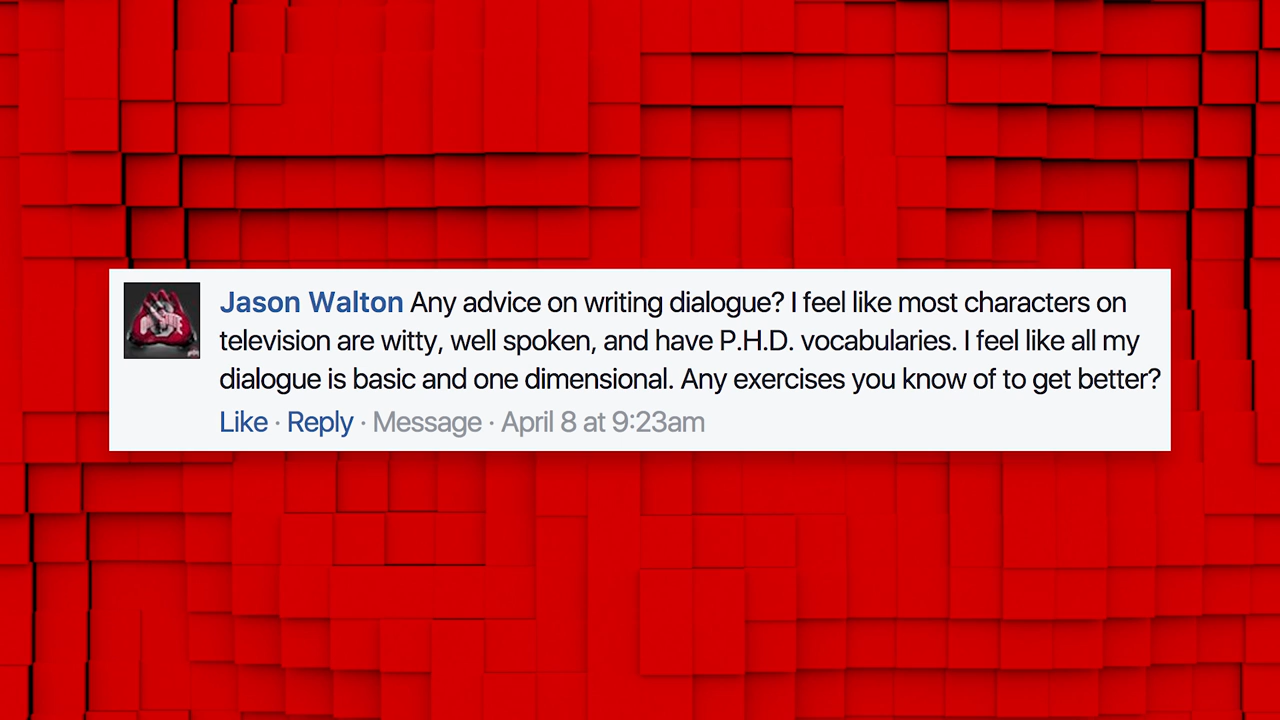 Jason Walton Any advice on writing dialogue? I feel like most characters on
television are witty, well spoken, and have P.H.D. vocabularies. I feel like all my
dialogue is basic and one dimensional. Any exercises you know of to get better?
Like · Reply · Message · April 8 at 9:23am